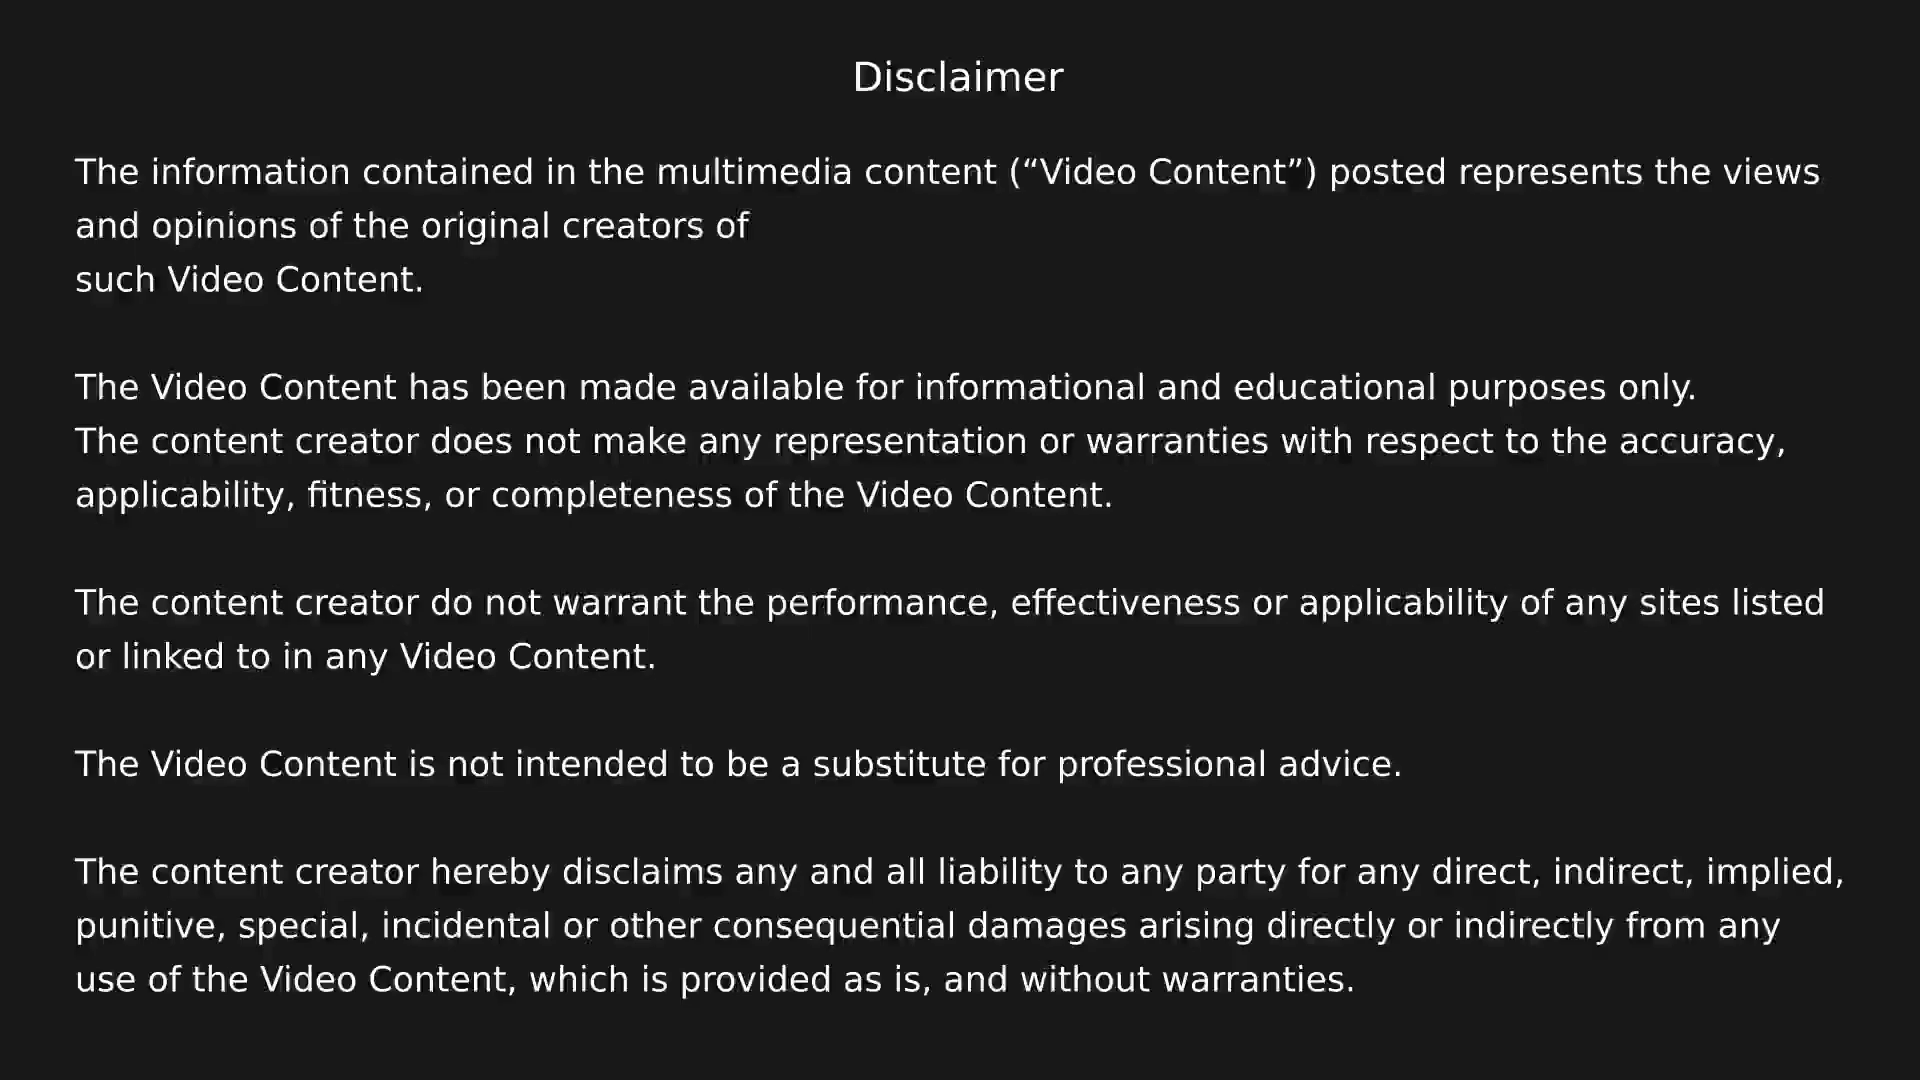 Disclaimer
The information contained in the multimedia content (“Video Content”) posted represents the views
and opinions of the original creators of
such Video Content.
The Video Content has been made available for informational and educational purposes only.
The content creator does not make any representation or warranties with respect to the accuracy,
applicability, fitness, or completeness of the Video Content.
The content creator do not warrant the performance, effectiveness or applicability of any sites listed
or linked to in any Video Content.
The Video Content is not intended to be a substitute for professional advice.
The content creator hereby disclaims any and all liability to any party for any direct, indirect, implied,
punitive, special, incidental or other consequential damages arising directly or indirectly from any
use of the Video Content, which is provided as is, and without warranties.